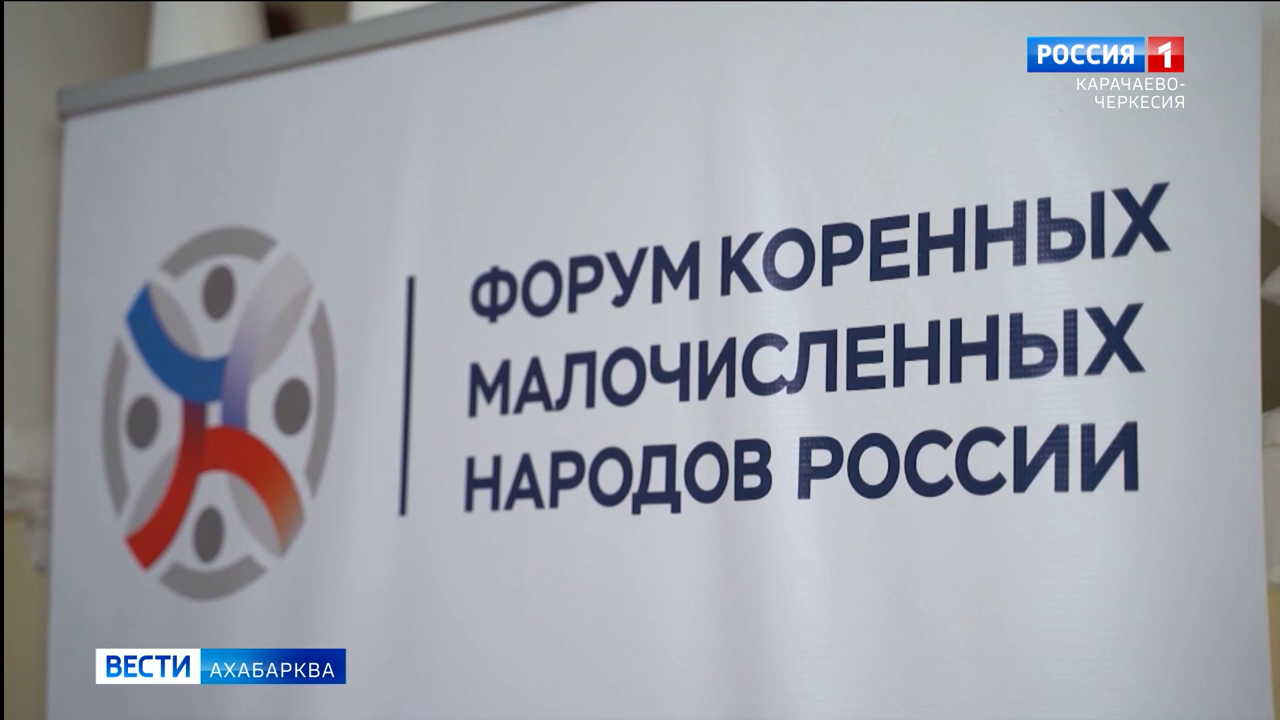 РОССИЯ 1
КАРАЧАЕВО-
ЧЕРКЕСИЯ
ФОРУМ КОРЕННЫХ
МАЛОЧИСЛЕННЫХ
НАРОДОВ РОССИИ
ВЕСТИ АХАБАРКВА